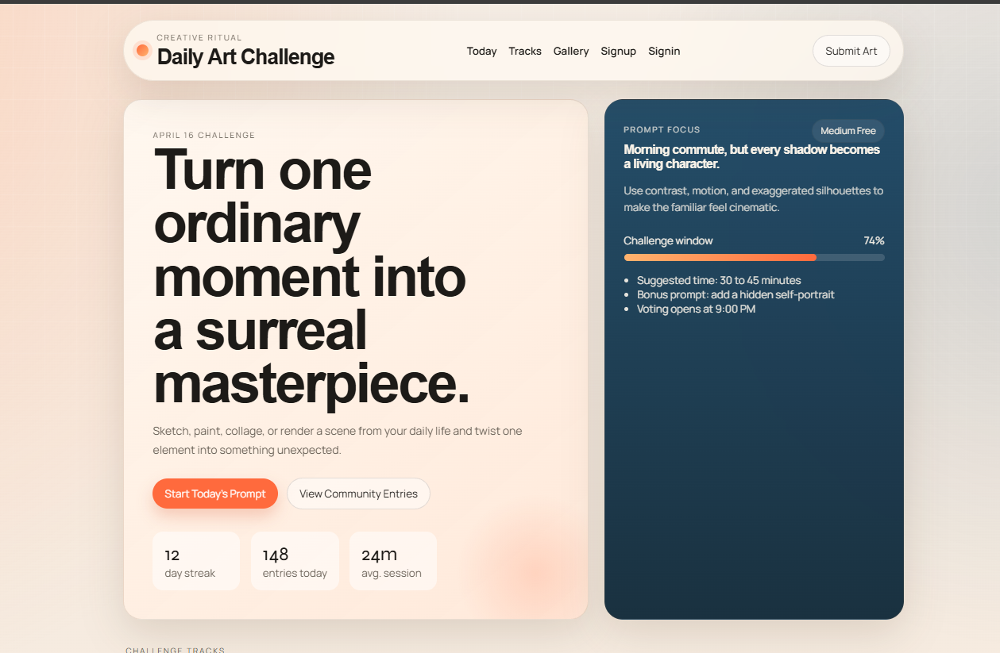 CREATIVE RITUAL
Daily Art Challenge
Today Tracks Gallery Signup Signin
Submit Art
APRIL 16 CHALLENGE
Turn one
ordinary
moment into
a surreal
masterpiece.
Sketch, paint, collage, or render a scene from your daily life and twist one
element into something unexpected.
Start Today's Prompt
View Community Entries
12
day streak
148
entries today
24m
avg. session
PROMPT FOCUS
Medium Free
Morning commute, but every shadow becomes
a living character.
Use contrast, motion, and exaggerated silhouettes to
make the familiar feel cinematic.
Challenge window 74%
• Suggested time: 30 to 45 minutes
• Bonus prompt: add a hidden self-portrait
• Voting opens at 9:00 PM
CHALLENGE TRACKS